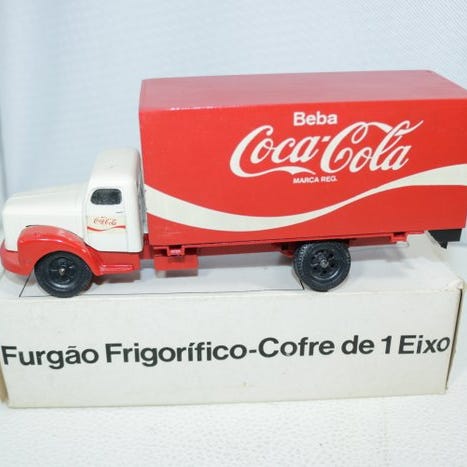 Beba
Coca-Cola
MARCA REG.
Coca-Cola
Furgão Frigorífico-Cofre de 1 Eixo